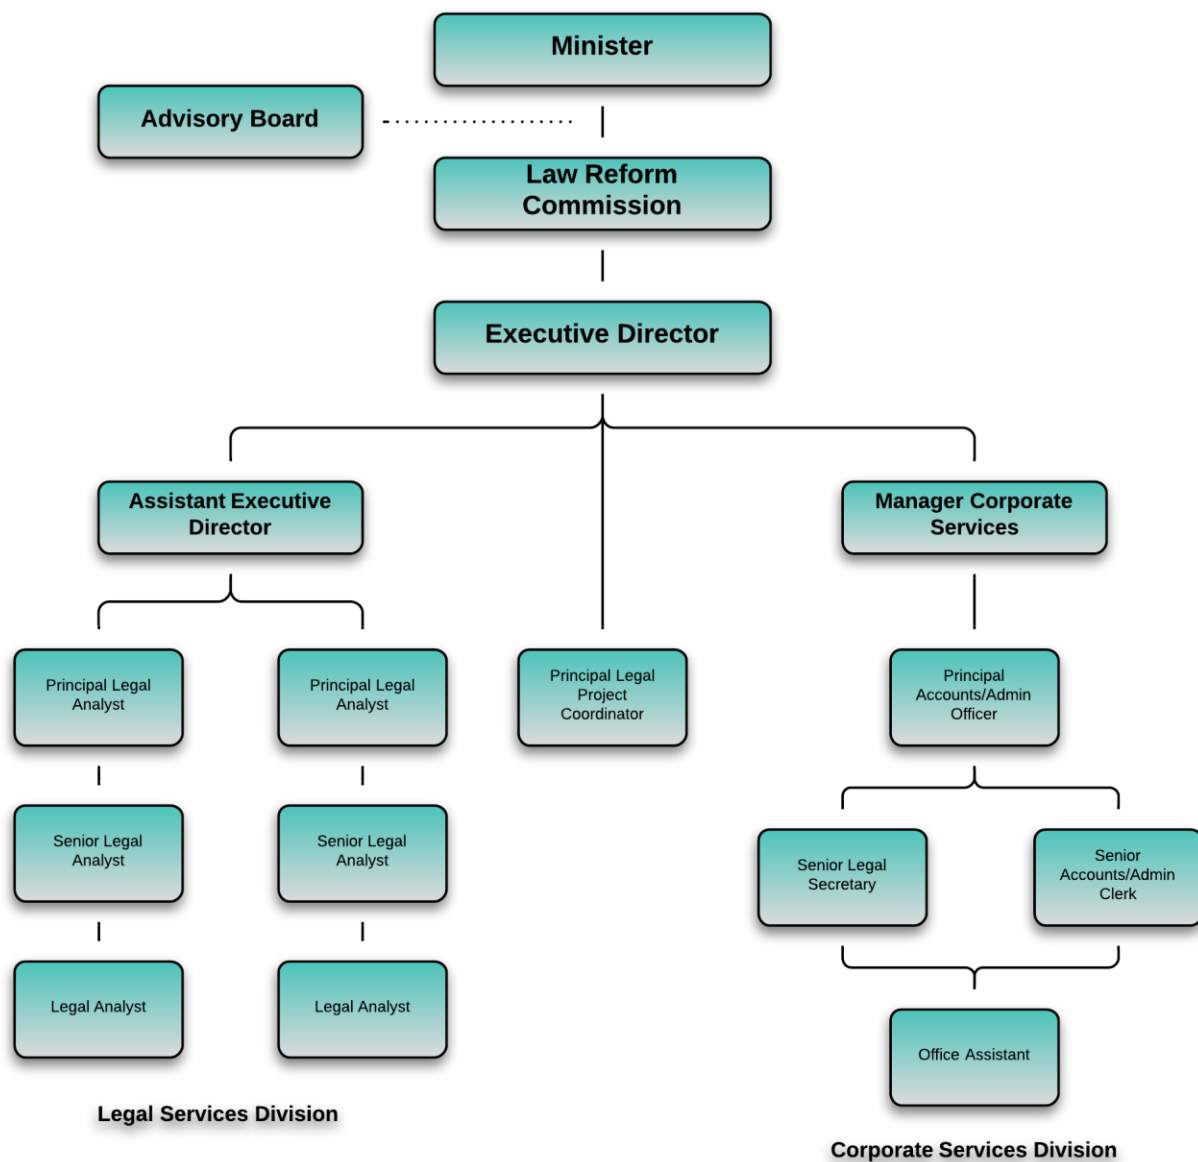 Minister
Advisory Board
Law Reform
Commission
Executive Director
Assistant Executive
Director
Manager Corporate
Services
Principal Legal
Analyst
Principal Legal
Analyst
Principal Legal
Project
Coordinator
Principal
Accounts/Admin
Officer
Senior Legal
Analyst
Senior Legal
Analyst
Senior Legal
Secretary
Senior
Accounts/Admin
Clerk
Legal Analyst
Legal Analyst
Office Assistant
Legal Services Division
Corporate Services Division